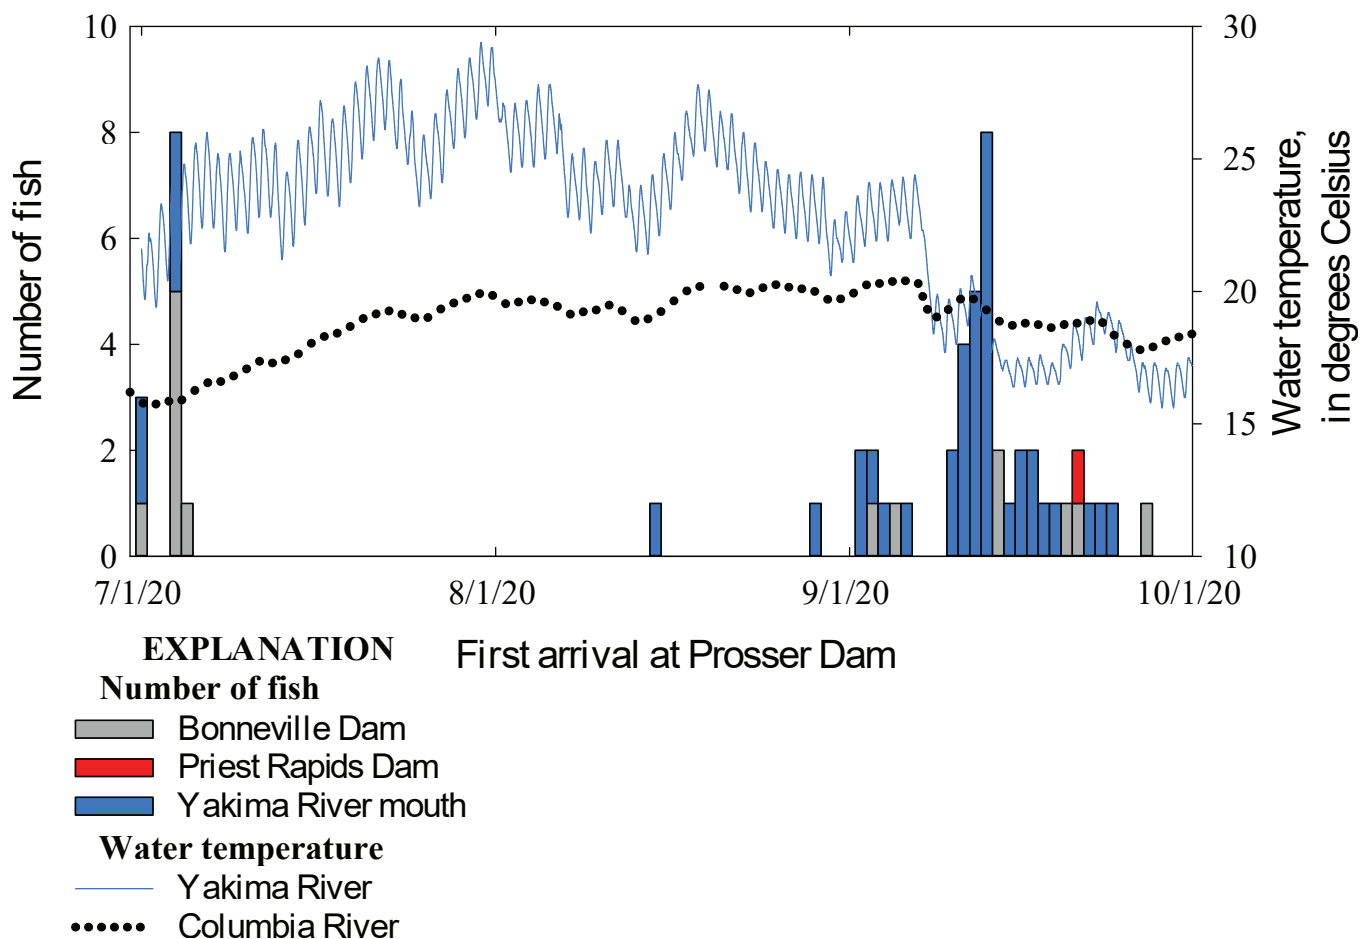 10
8
6
4
2
0
Number of fish
30
25
20
15
10
Water temperature,
in degrees Celsius
7/1/20
8/1/20
9/1/20
10/1/20
First arrival at Prosser Dam
EXPLANATION
Number of fish
Bonneville Dam
Priest Rapids Dam
Yakima River mouth
Water temperature
Yakima River
Columbia River